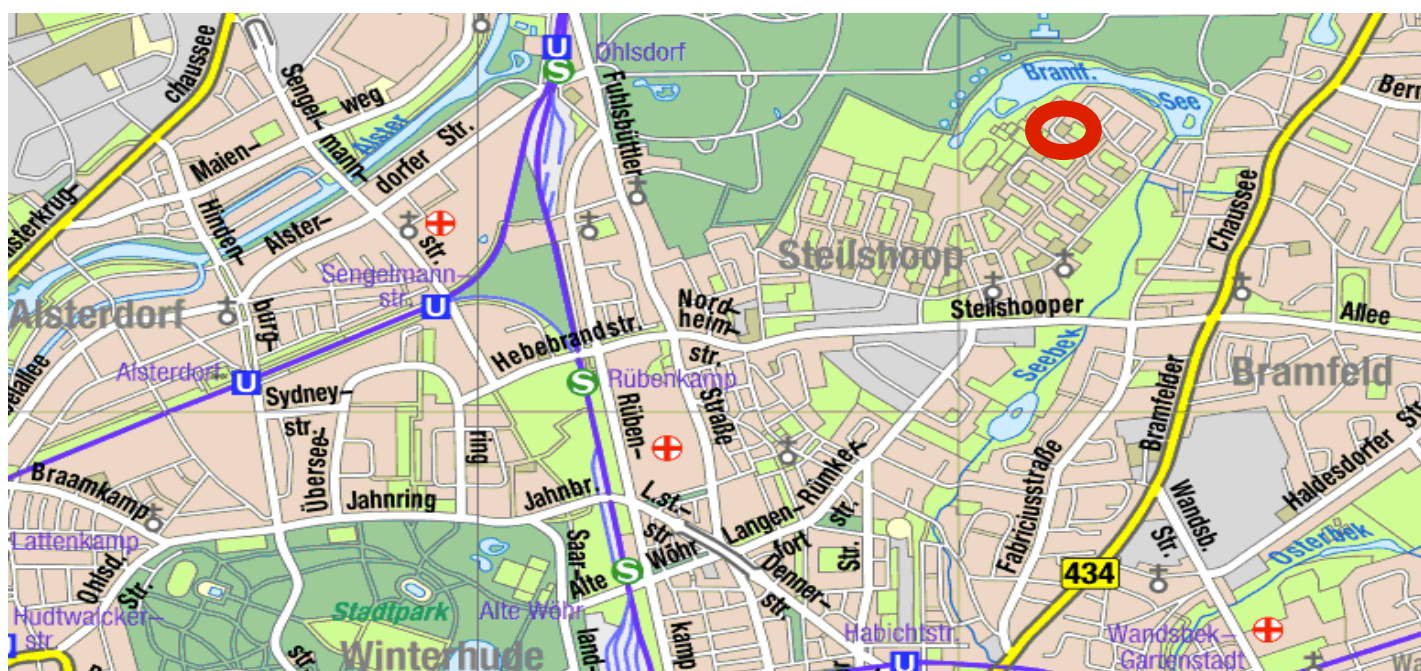 U
Ohlsdorf
S
chaussee
Sengel-
mann-
str.
weg
Maien-
Alster
dorfer Str.
Alster-
Fuhlsbüttler
Bramf.
See
Hinden-
burg-
Chaussee
Steilshoop
Sengelmann-
str.
U
Alsterdorf
Nord-
heim-
str.
Straße
Steilshooper
Allee
Hebebrandstr.
Alsterdorf
U
S
Rübenkamp
Seebek
Bramfelder
Bramfeld
Sydney-
str.
Übersee-
ring
Rüben-
Braamkamp
Jahnring
Jahnbr.
L.st.-
str.
Langen-
Rümker-
str.
fort
Fabriciusstraße
Wandsb.
Str.
Haldesdorfer Str.
Lattenkamp
Ohlsd.
Str.
Saar-
land-
Alte
Wöhr
S
Denner-
str.
Str.
434
Osterbek
Stadtpark
Alte Wöhr
Hudtwalcker-
str.
Winterhude
str.
kamp
Habichtstr.
U
Wandsbek-
Gartenstadt